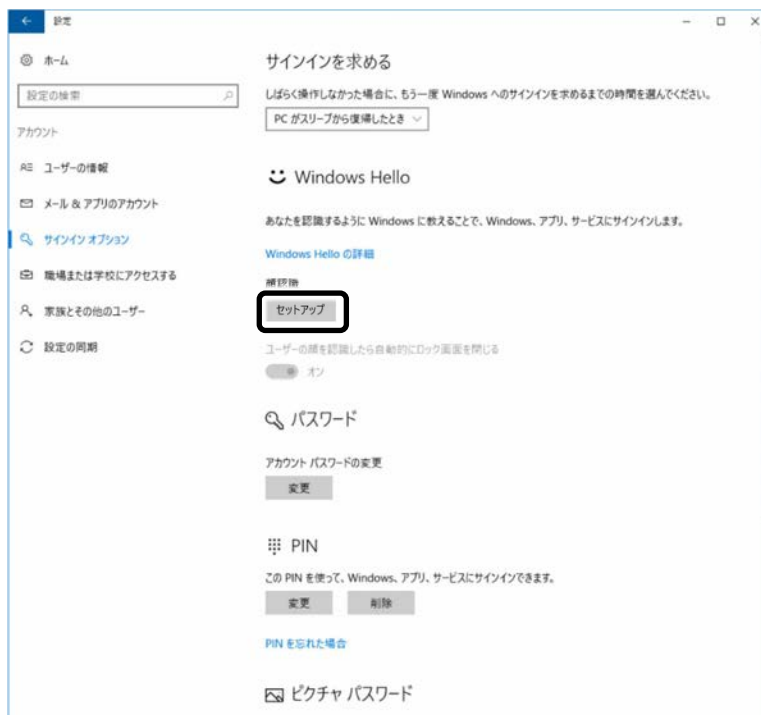 設定
ホーム
設定の検索
アカウント
ユーザーの情報
メール & アプリのアカウント
サインイン オプション
職場または学校にアクセスする
家族とその他のユーザー
設定の同期
サインインを求める
しばらく操作しなかった場合に、もう一度 Windows へのサインインを求めるまでの時間を選んでください。
PC がスリープから復帰したとき
Windows Hello
あなたを認識するように Windows に教えることで、Windows、アプリ、サービスにサインインします。
Windows Hello の詳細
顔認識
セットアップ
ユーザーの顔を認識したら自動的にロック画面を閉じる
オン
パスワード
アカウント パスワードの変更
変更
PIN
この PIN を使って、Windows、アプリ、サービスにサインインできます。
変更 削除
PIN を忘れた場合
ピクチャ パスワード